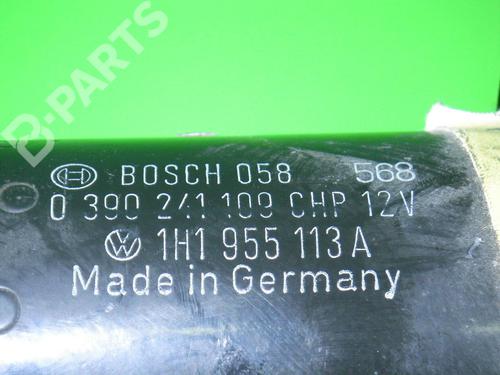 B-PARTS
BOSCH 058 568
0 390 241 109 CHP 12V
1H1 955 113 A
Made in Germany